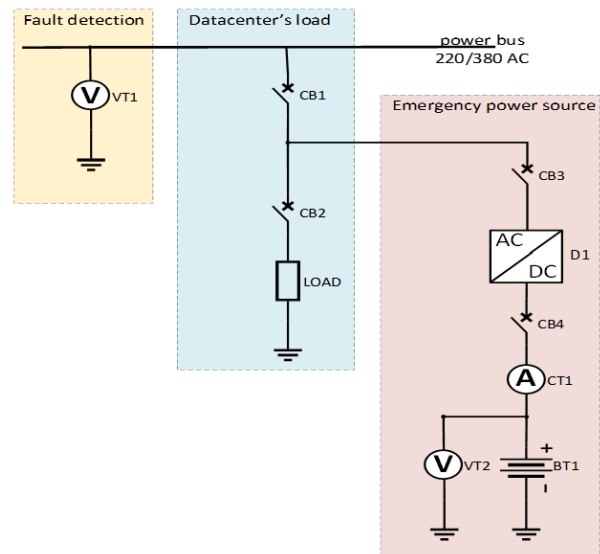 Fault detection
Datacenter's load
power bus
220/380 AC
V
VT1
CB1
Emergency power source
CB3
CB2
AC
DC
D1
LOAD
CB4
A
CT1
V
VT2
+
BT1
-